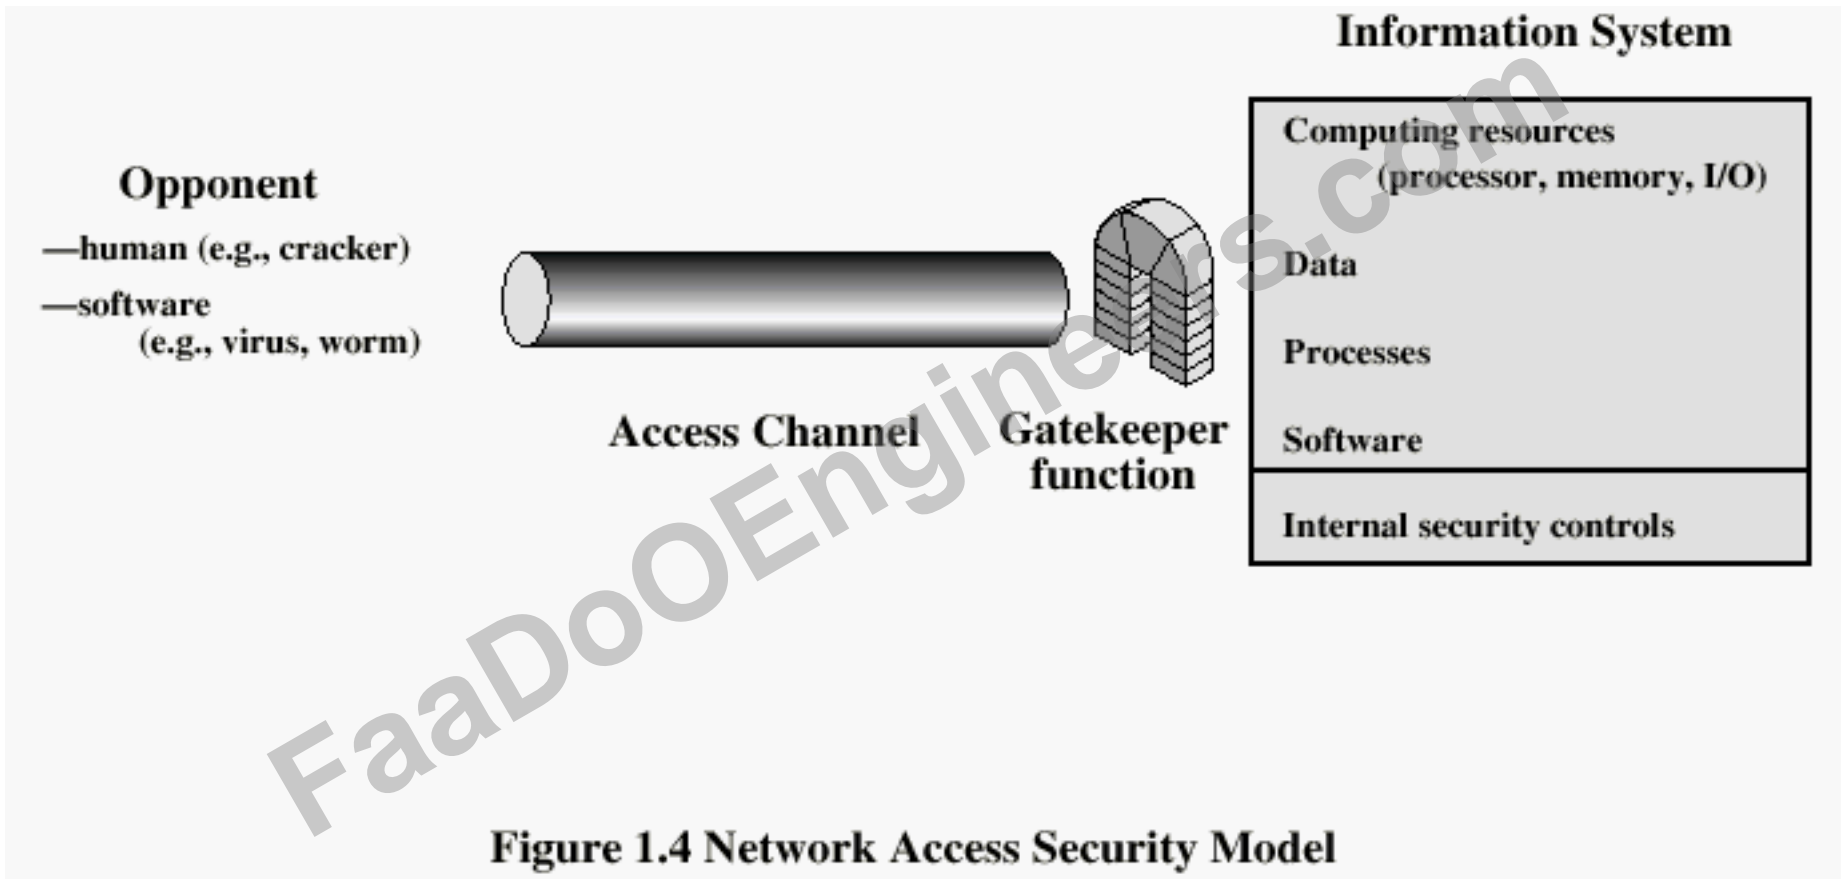 Information System
Computing resources
(processor, memory, I/O)
Data
Processes
Software
Internal security controls
Opponent
—human (e.g., cracker)
—software
(e.g., virus, worm)
Access Channel
Gatekeeper
function
FaaDoOEngineers.com
Figure 1.4 Network Access Security Model